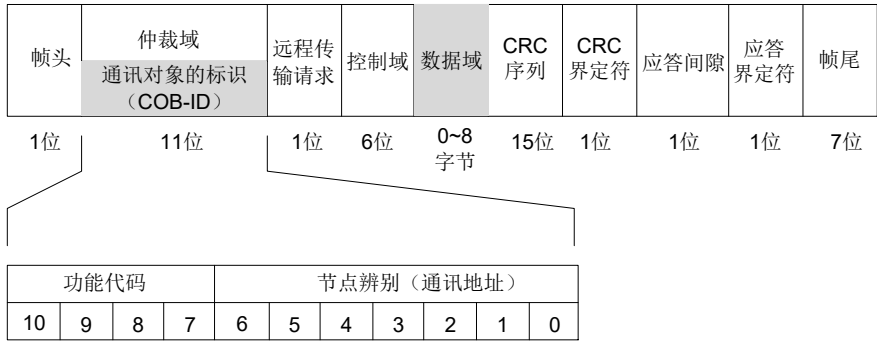 帧头
仲裁域
通讯对象的标识
（COB-ID）
远程传
输请求
控制域
数据域
CRC
序列
CRC
界定符
应答间隙
应答
界定符
帧尾
1位
11位
1位
6位
0~8
字节
15位
1位
1位
1位
7位
功能代码
节点辨别（通讯地址）
10 9 8 7 6 5 4 3 2 1 0